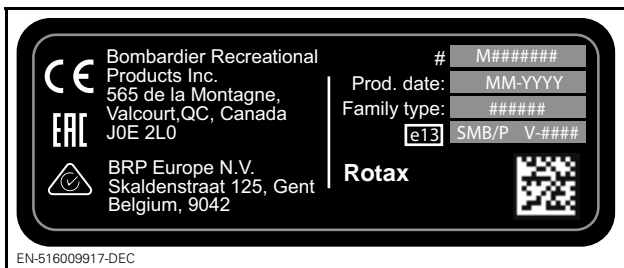 CE
Bombardier Recreational
Products Inc.
565 de la Montagne,
Valcourt,QC, Canada
J0E 2L0
EAC
BRP Europe N.V.
Skaldenstraat 125, Gent
Belgium, 9042
# M#######
Prod. date: MM-YYYY
Family type: ######
e13 SMB/P V-####
Rotax
EN-516009917-DEC